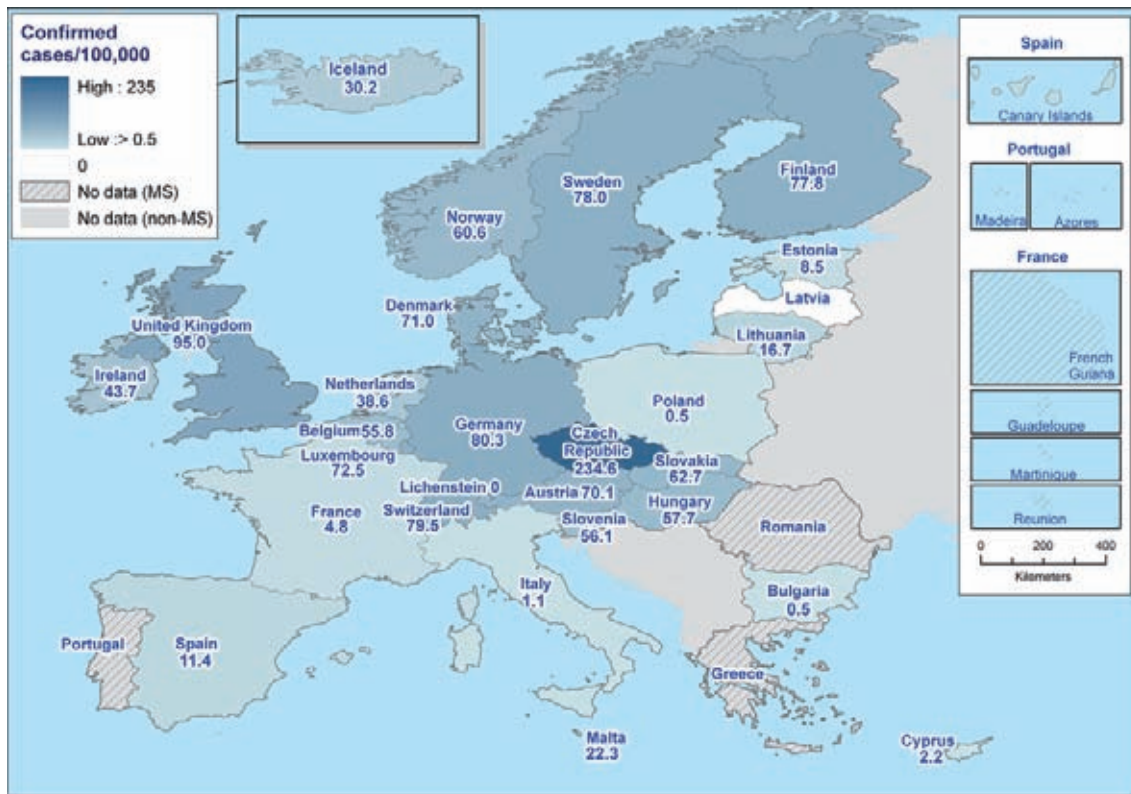 Confirmed
cases/100,000
High : 235
Low :> 0.5
0
No data (MS)
No data (non-MS)
Iceland
30.2
Spain
Canary Islands
Portugal
Madeira
Azores
France
French
Guiana
Guadeloupe
Martinique
Reunion
0 200 400
Kilometers
Finland
77.8
Sweden
78.0
Norway
60.6
Estonia
8.5
Latvia
Lithuania
16.7
Denmark
71.0
United Kingdom
95.0
Ireland
43.7
Netherlands
38.6
Belgium 55.8
Luxembourg
72.5
Germany
80.3
Poland
0.5
Czech
Republic
234.6
Slovakia
62.7
Lichenstein 0
Austria 70.1
Hungary
57.7
Switzerland
79.5
Slovenia
56.1
France
4.8
Romania
Italy
1.1
Bulgaria
0.5
Portugal
Spain
11.4
Greece
Malta
22.3
Cyprus
2.2